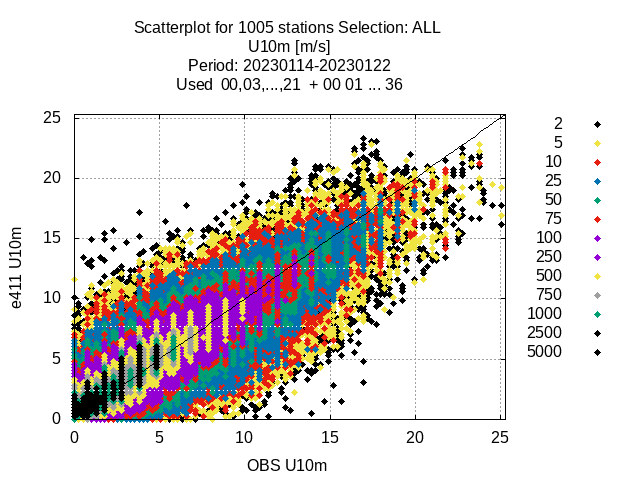 Scatterplot for 1005 stations Selection: ALL
U10m [m/s]
Period: 20230114-20230122
Used  00,03,...,21  + 00 01 ... 36
e411 U10m
25
20
15
10
5
0
0 5 10 15 20 25
OBS U10m
2
5
10
25
50
75
100
250
500
750
1000
2500
5000